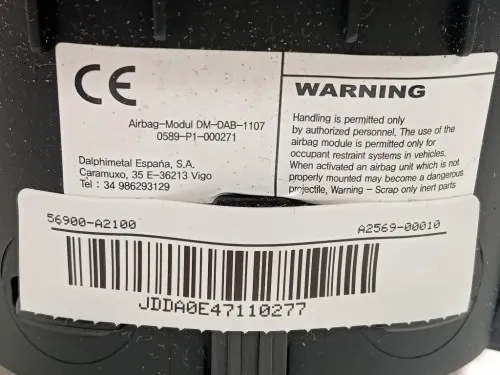 CE
Airbag-Modul DM-DAB-1107
0589-P1-000271
Dalphimetal España, S.A.
Caramuxo, 35 E-36213 Vigo
Tel : 34 986293129
WARNING
Handling is permitted only
by authorized personnel, The use of the
airbag module is permitted only for
occupant restraint systems in vehicles.
When activated an airbag unit which is not
properly mounted may become a dangerous
projectile, Warning - Scrap only inert parts
56900-A2100
A2569-00010
JDDA0E47110277